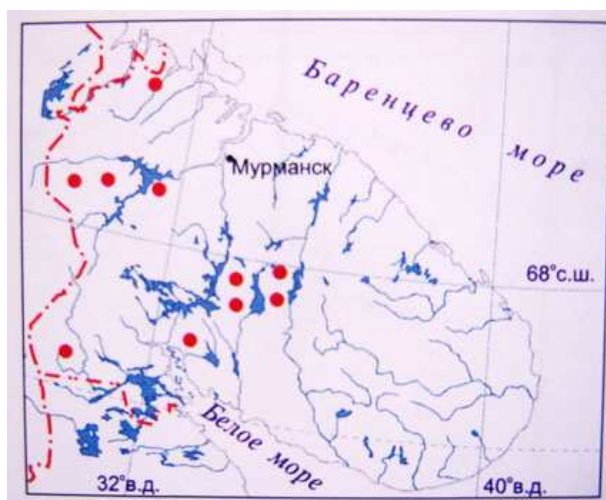 Баренцево море
Мурманск
68°с.ш.
Белое море
32°в.д.
40°в.д.